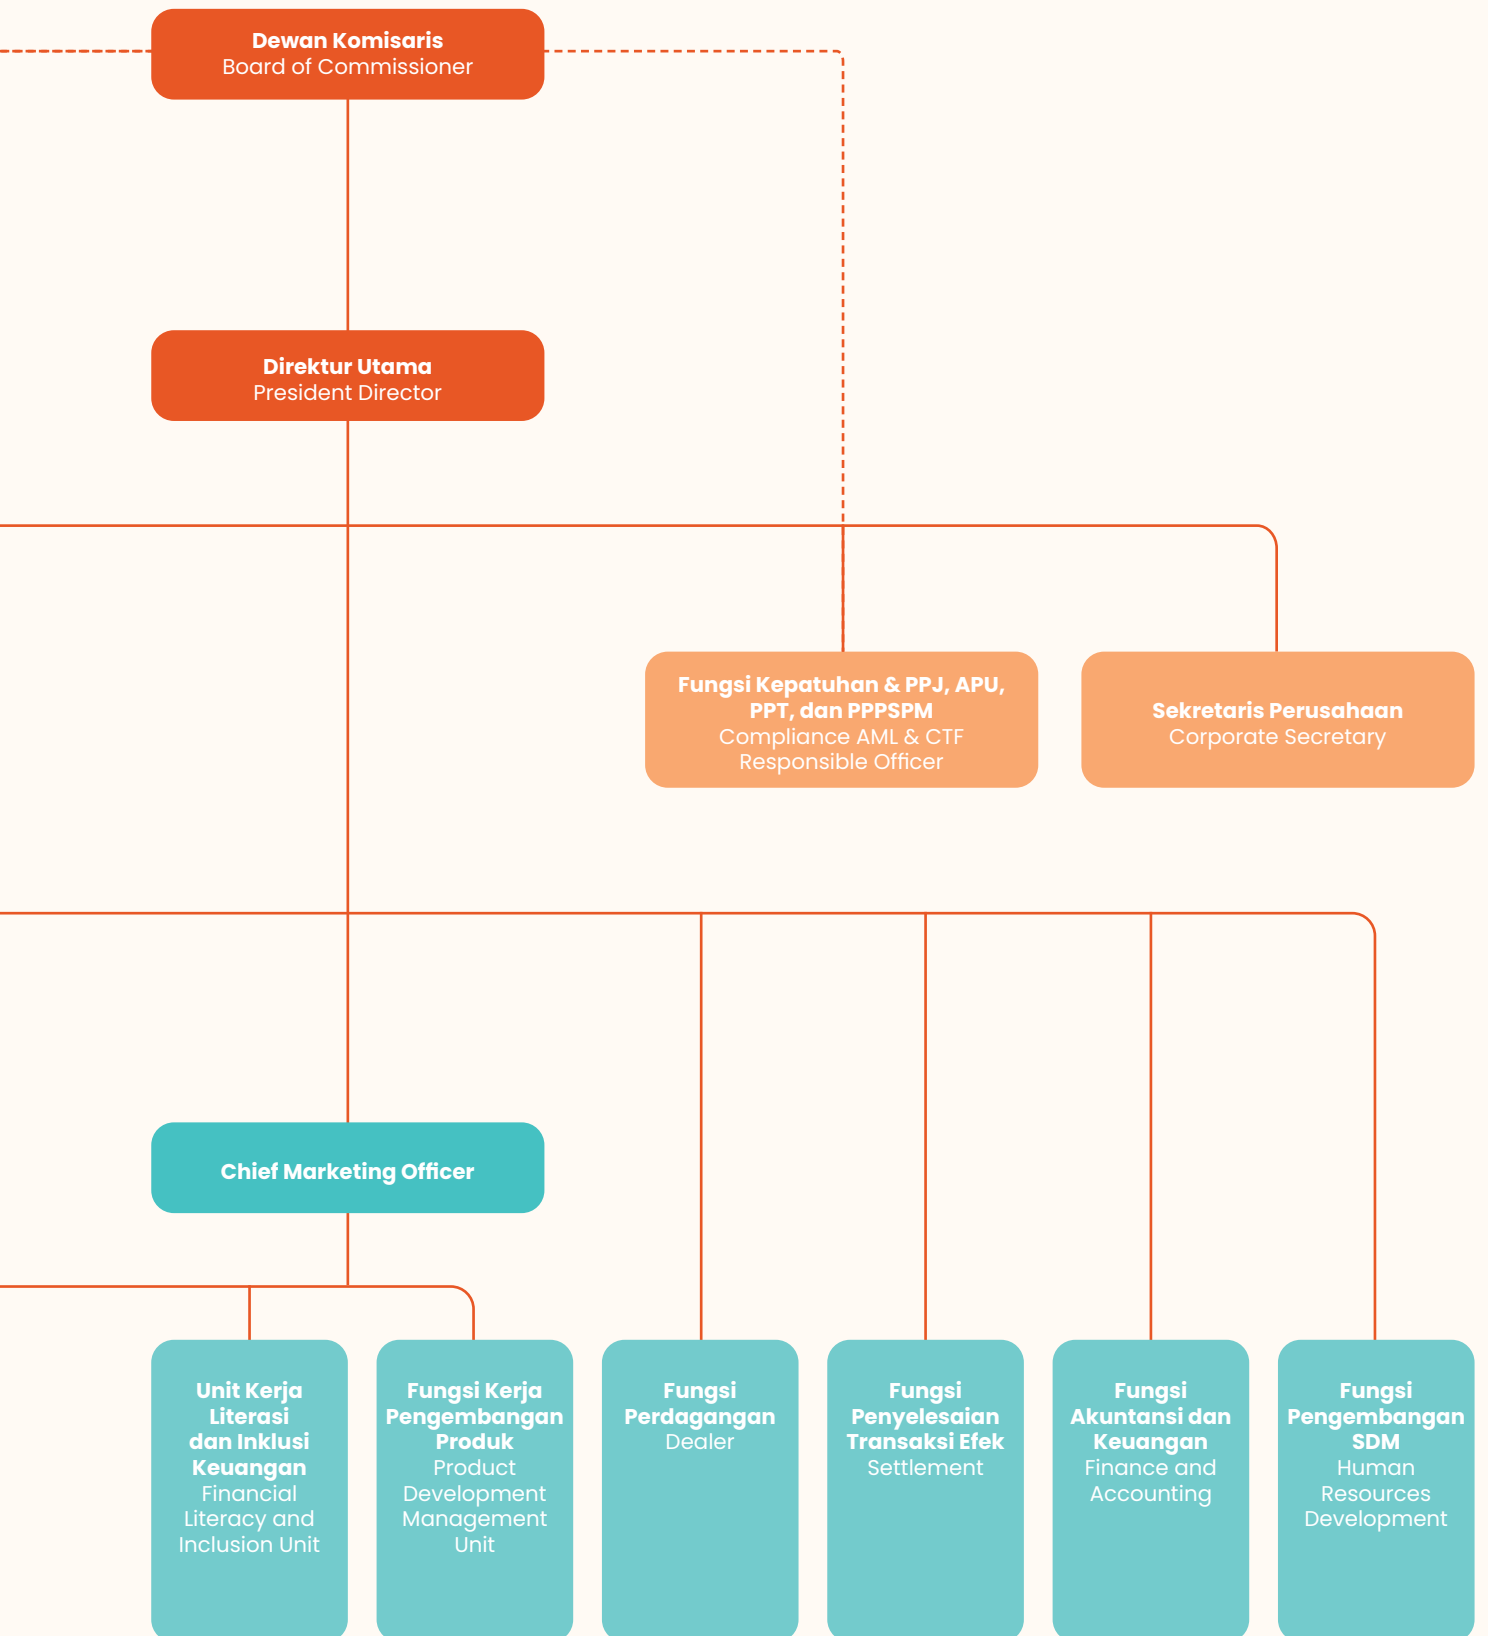 Dewan Komisaris
Board of Commissioner
Direktur Utama
President Director
Fungsi Kepatuhan & PPJ, APU,
PPT, dan PPPSPM
Compliance AML & CTF
Responsible Officer
Sekretaris Perusahaan
Corporate Secretary
Chief Marketing Officer
Unit Kerja
Literasi
dan Inklusi
Keuangan
Financial
Literacy and
Inclusion Unit
Fungsi Kerja
Pengembangan
Produk
Product
Development
Management
Unit
Fungsi
Perdagangan
Dealer
Fungsi
Penyelesaian
Transaksi Efek
Settlement
Fungsi
Akuntansi dan
Keuangan
Finance and
Accounting
Fungsi
Pengembangan
SDM
Human
Resources
Development